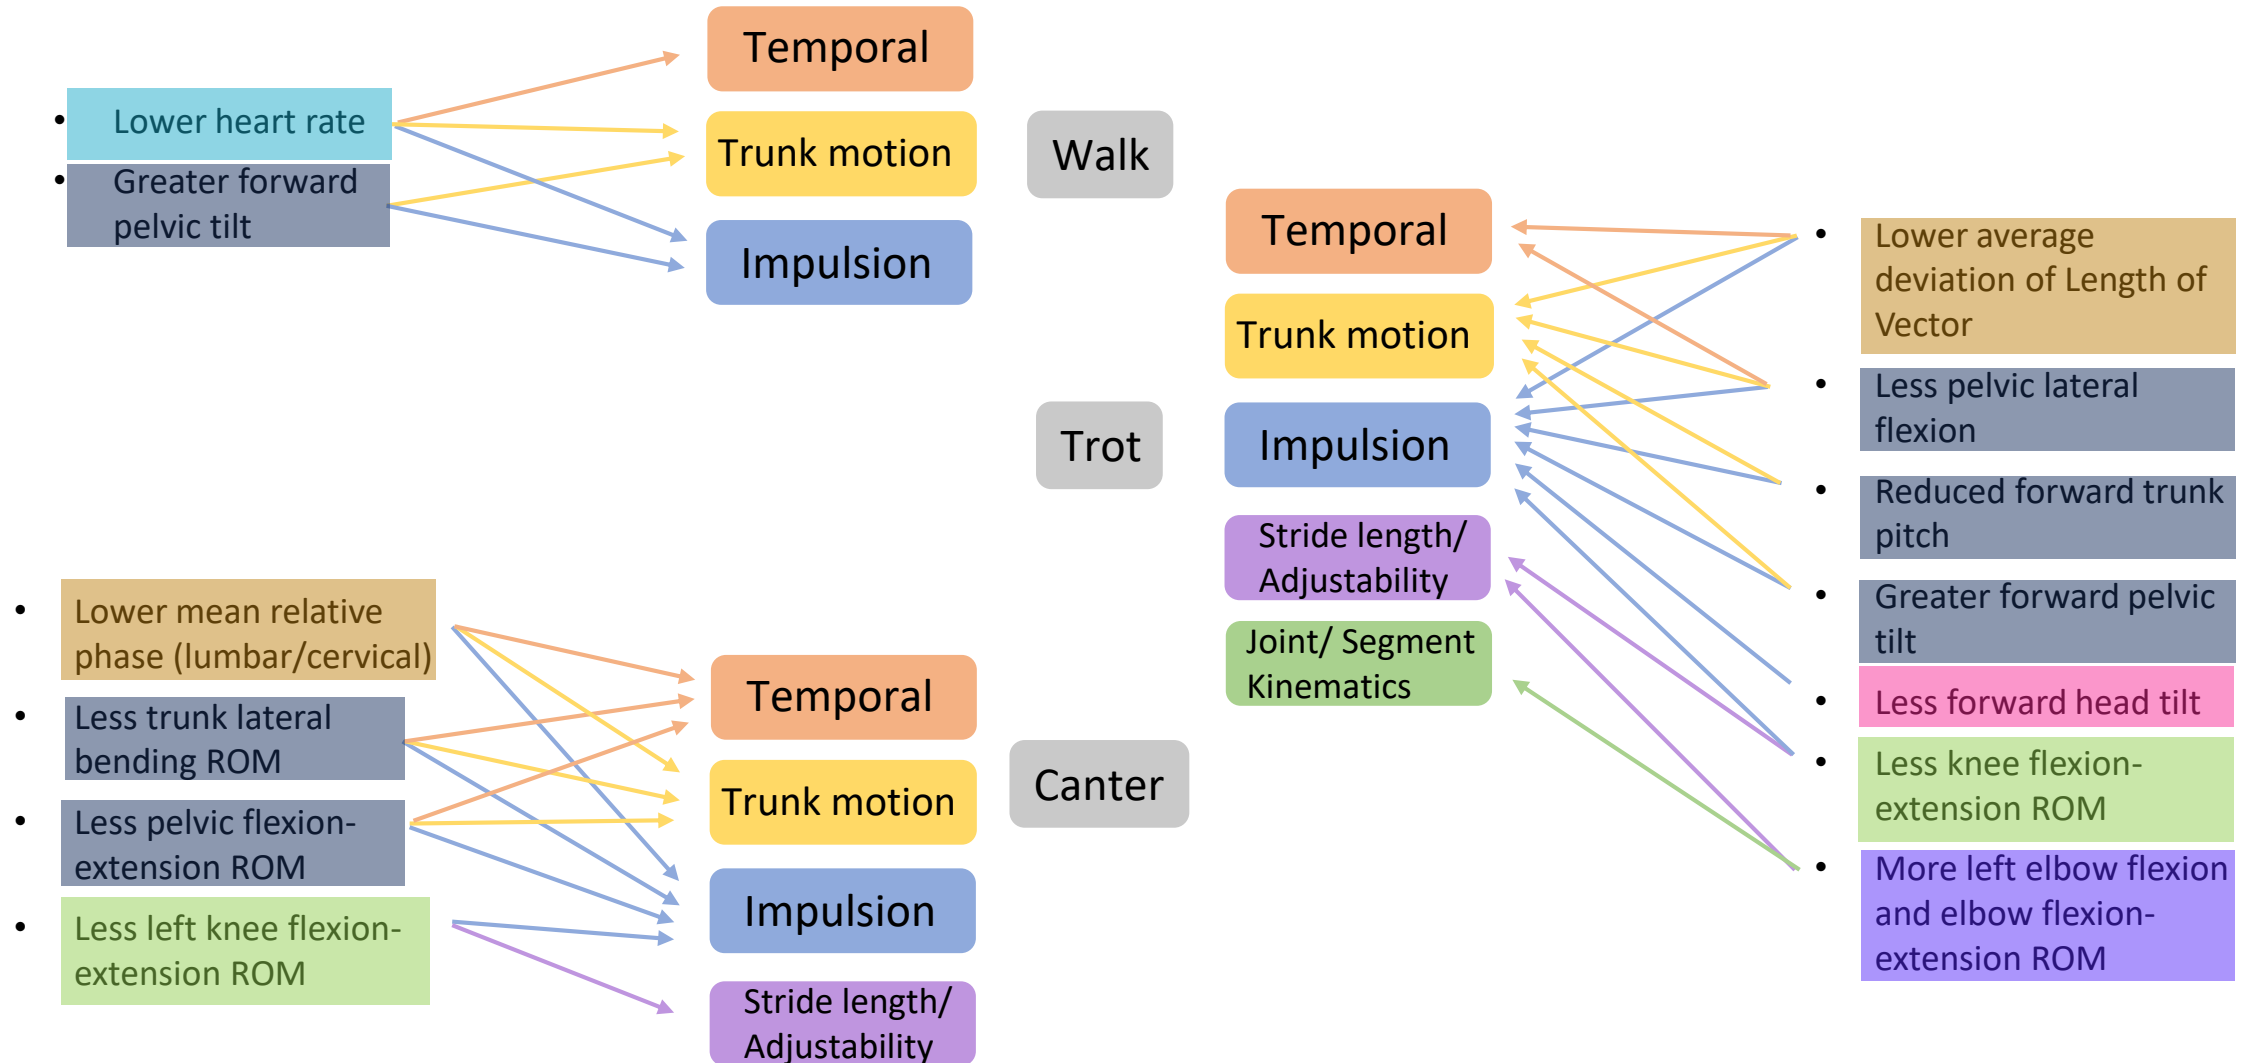 • Lower heart rate
• Greater forward
pelvic tilt
Temporal
Trunk motion
Impulsion
Walk
Trot
Temporal
Trunk motion
Impulsion
Stride length/
Adjustability
Joint/ Segment
Kinematics
• Lower average
deviation of Length of
Vector
• Less pelvic lateral
flexion
• Reduced forward trunk
pitch
• Greater forward pelvic
tilt
• Less forward head tilt
• Less knee flexion-
extension ROM
• More left elbow flexion
and elbow flexion-
extension ROM
• Lower mean relative
phase (lumbar/cervical)
• Less trunk lateral
bending ROM
• Less pelvic flexion-
extension ROM
• Less left knee flexion-
extension ROM
Temporal
Trunk motion
Impulsion
Stride length/
Adjustability
Canter